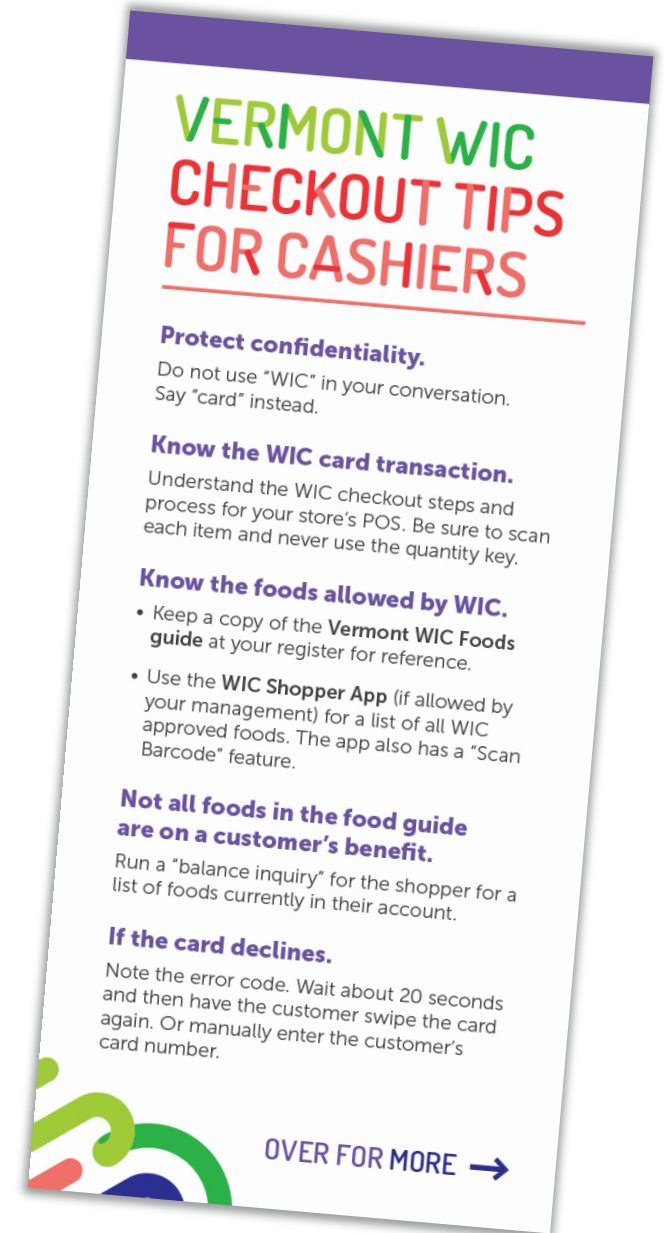 VERMONT WIC
CHECKOUT TIPS
FOR CASHIERS
Protect confidentiality.
Do not use "WIC" in your conversation.
Say "card" instead.
Know the WIC card transaction.
Understand the WIC checkout steps and
process for your store's POS. Be sure to scan
each item and never use the quantity key.
Know the foods allowed by WIC.
• Keep a copy of the Vermont WIC Foods
guide at your register for reference.
• Use the WIC Shopper App (if allowed by
your management) for a list of all WIC
approved foods. The app also has a "Scan
Barcode" feature.
Not all foods in the food guide
are on a customer's benefit.
Run a "balance inquiry" for the shopper for a
list of foods currently in their account.
If the card declines.
Note the error code. Wait about 20 seconds
and then have the customer swipe the card
again. Or manually enter the customer's
card number.
OVER FOR MORE →